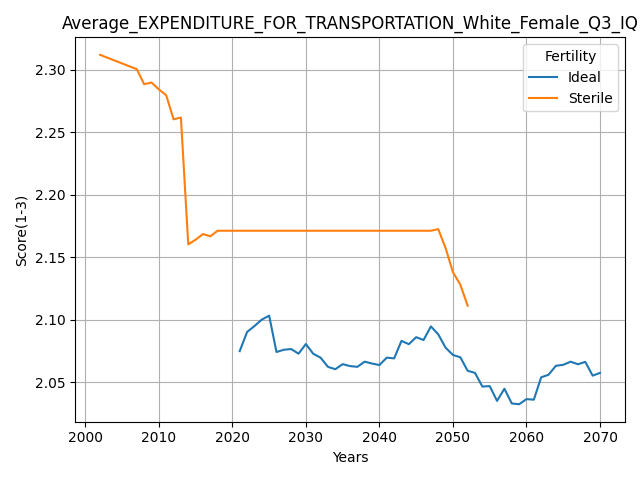 Average_EXPENDITURE_FOR_TRANSPORTATION_White_Female_Q3_IQ
Fertility
Ideal
Sterile
2.30
2.25
2.20
2.15
2.10
2.05
Score(1-3)
2000 2010 2020 2030 2040 2050 2060 2070
Years